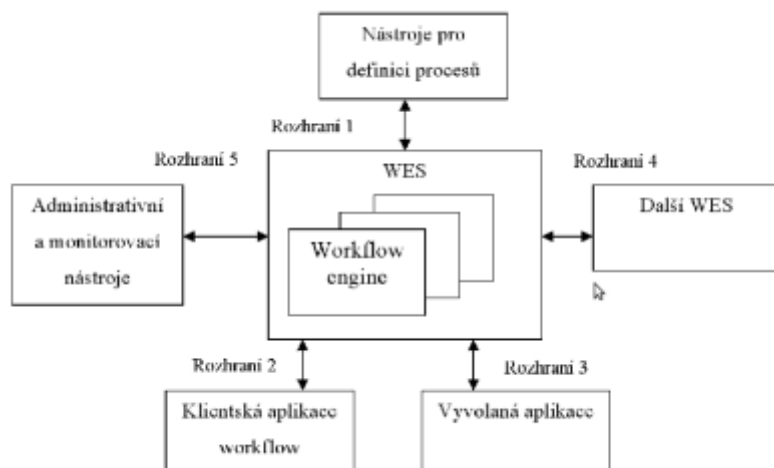 Nástroje pro
definici procesů
Rozhraní 1
Rozhraní 5
WES
Rozhraní 4
Administrativní
a monitorovací
nástroje
Workflow
engine
Další WES
Rozhraní 2
Rozhraní 3
Klientská aplikace
workflow
Vyvolaná aplikace